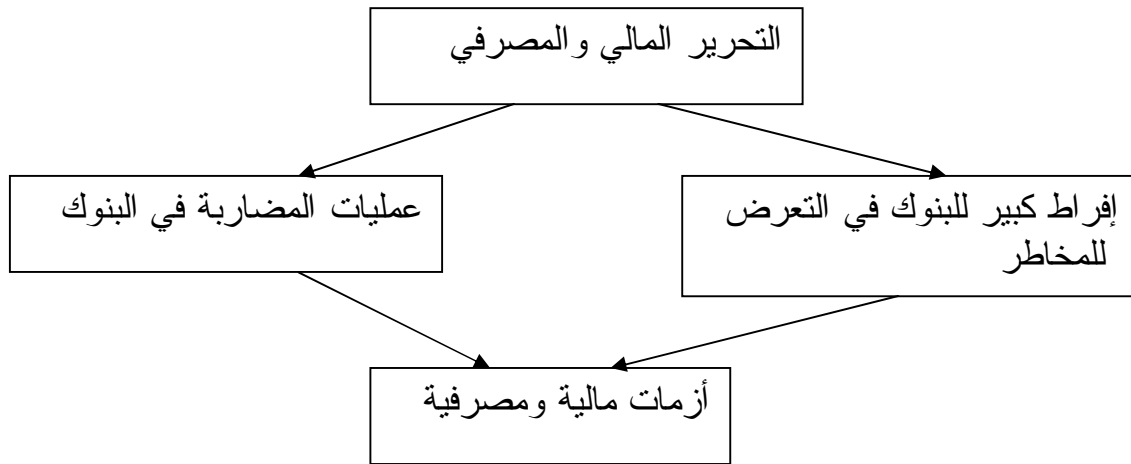 التحرير المالي والمصرفي
إفراط كبير للبنوك في التعرض
للمخاطر
عمليات المضاربة في البنوك
أزمات مالية ومصرفية